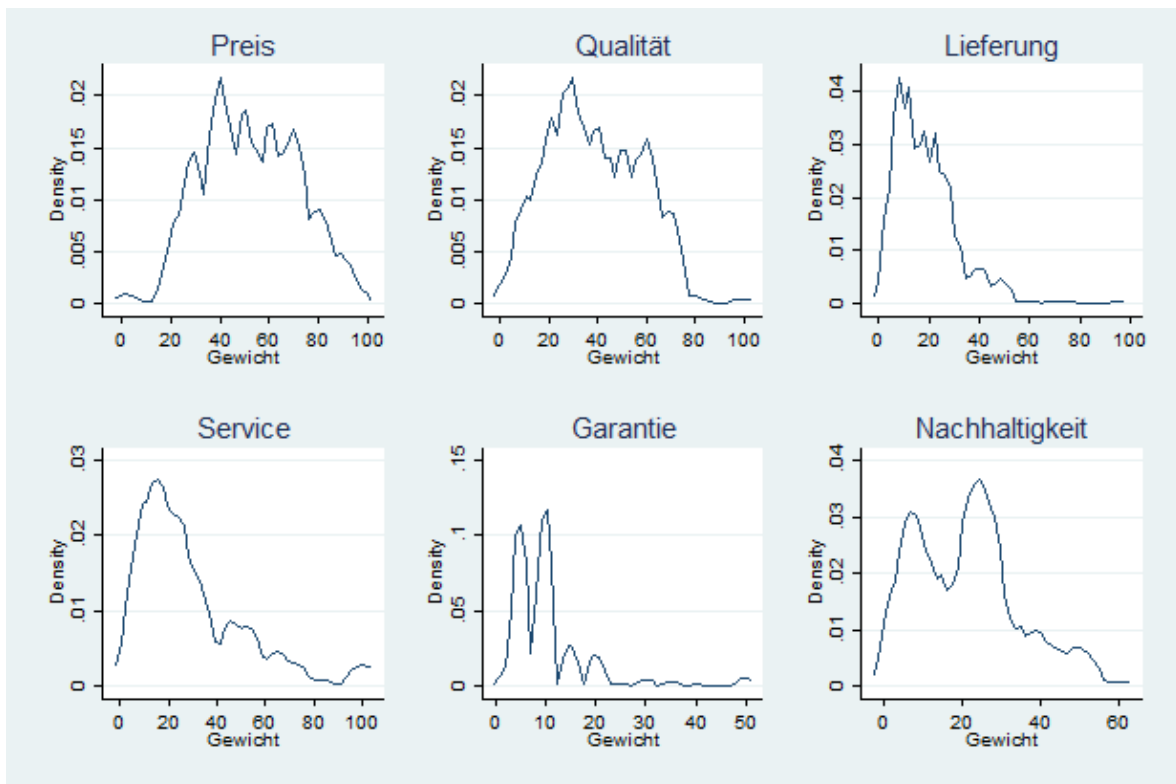 Preis
Density
0 .005 .01 .015 .02
0 20 40 60 80 100
Gewicht
Qualität
Density
0 .005 .01 .015 .02
0 20 40 60 80 100
Gewicht
Lieferung
Density
0 .01 .02 .03 .04
0 20 40 60 80 100
Gewicht
Service
Density
0 .01 .02 .03
0 20 40 60 80 100
Gewicht
Garantie
Density
0 .05 .1 .15
0 10 20 30 40 50
Gewicht
Nachhaltigkeit
Density
0 .01 .02 .03 .04
0 20 40 60
Gewicht